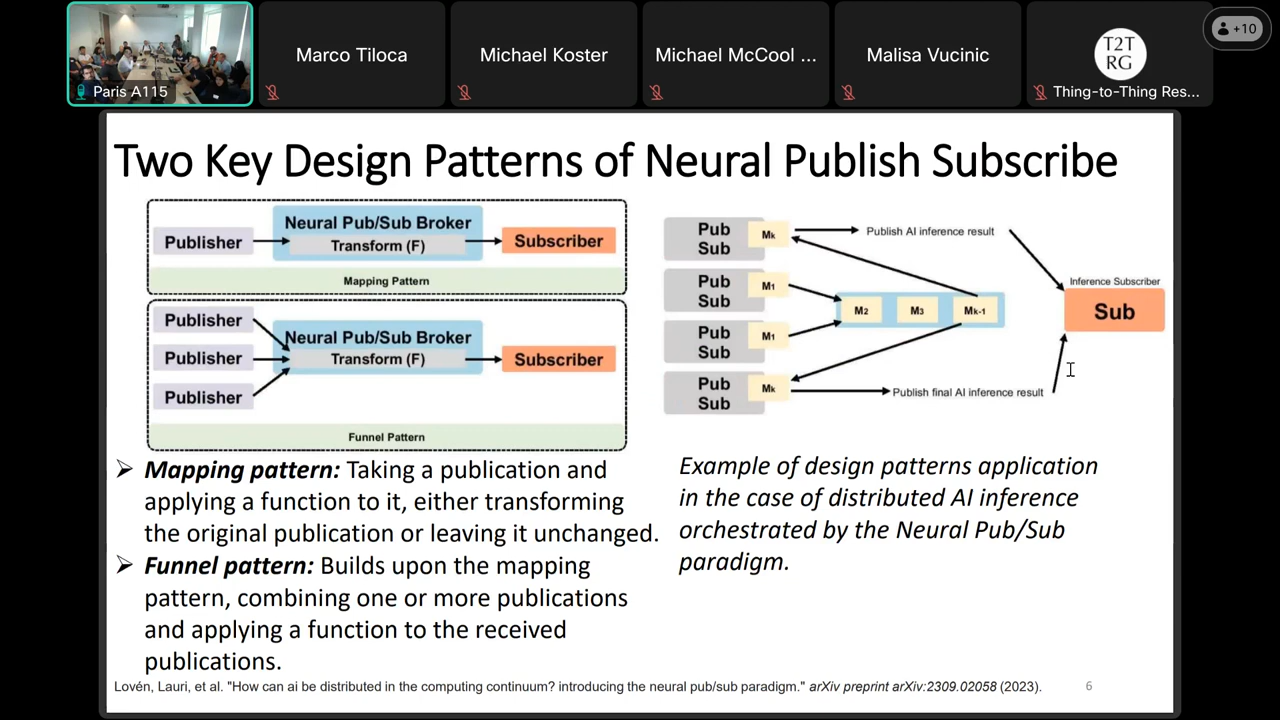 Paris A115
Marco Tiloca
Michael Koster
Michael McCool ...
Malisa Vucinic
T2T
RG
Thing-to-Thing Res...
+10
Two Key Design Patterns of Neural Publish Subscribe
Publisher
Neural Pub/Sub Broker
Transform (F)
Subscriber
Mapping Pattern
Publisher
Publisher
Publisher
Neural Pub/Sub Broker
Transform (F)
Subscriber
Funnel Pattern
Pub
Sub
Mk
Publish AI inference result
Pub
Sub
M1
Pub
Sub
M1
M2
M3
Mk-1
Inference Subscriber
Sub
Pub
Sub
Mk
Publish final AI inference result
➢ Mapping pattern: Taking a publication and
applying a function to it, either transforming
the original publication or leaving it unchanged.
➢ Funnel pattern: Builds upon the mapping
pattern, combining one or more publications
and applying a function to the received
publications.
Example of design patterns application
in the case of distributed AI inference
orchestrated by the Neural Pub/Sub
paradigm.
Lovén, Lauri, et al. "How can ai be distributed in the computing continuum? introducing the neural pub/sub paradigm." arXiv preprint arXiv:2309.02058 (2023).
6